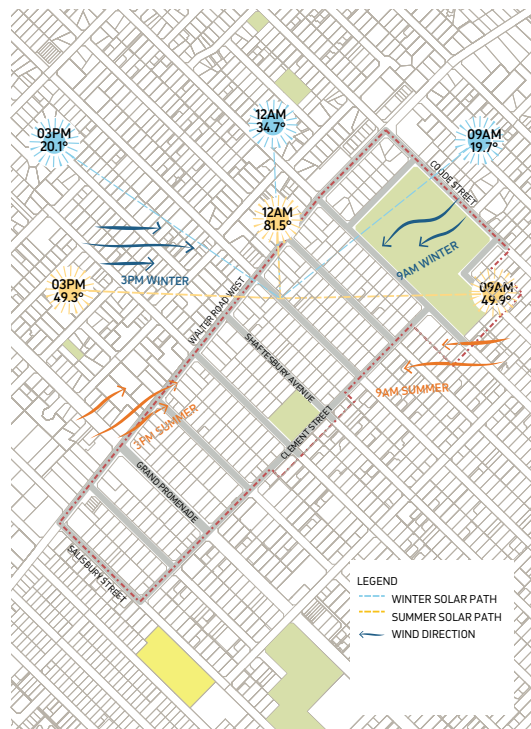 12AM
34.7°
03PM
20.1°
09AM
19.7°
COODE STREET
12AM
81.5°
9AM WINTER
3PM WINTER
03PM
49.3°
09AM
49.9°
WALTER ROAD WEST
SHAFTESBURY AVENUE
9AM SUMMER
3PM SUMMER
CLEMENT STREET
GRAND PROMENADE
SALISBURY STREET
LEGEND
WINTER SOLAR PATH
SUMMER SOLAR PATH
WIND DIRECTION